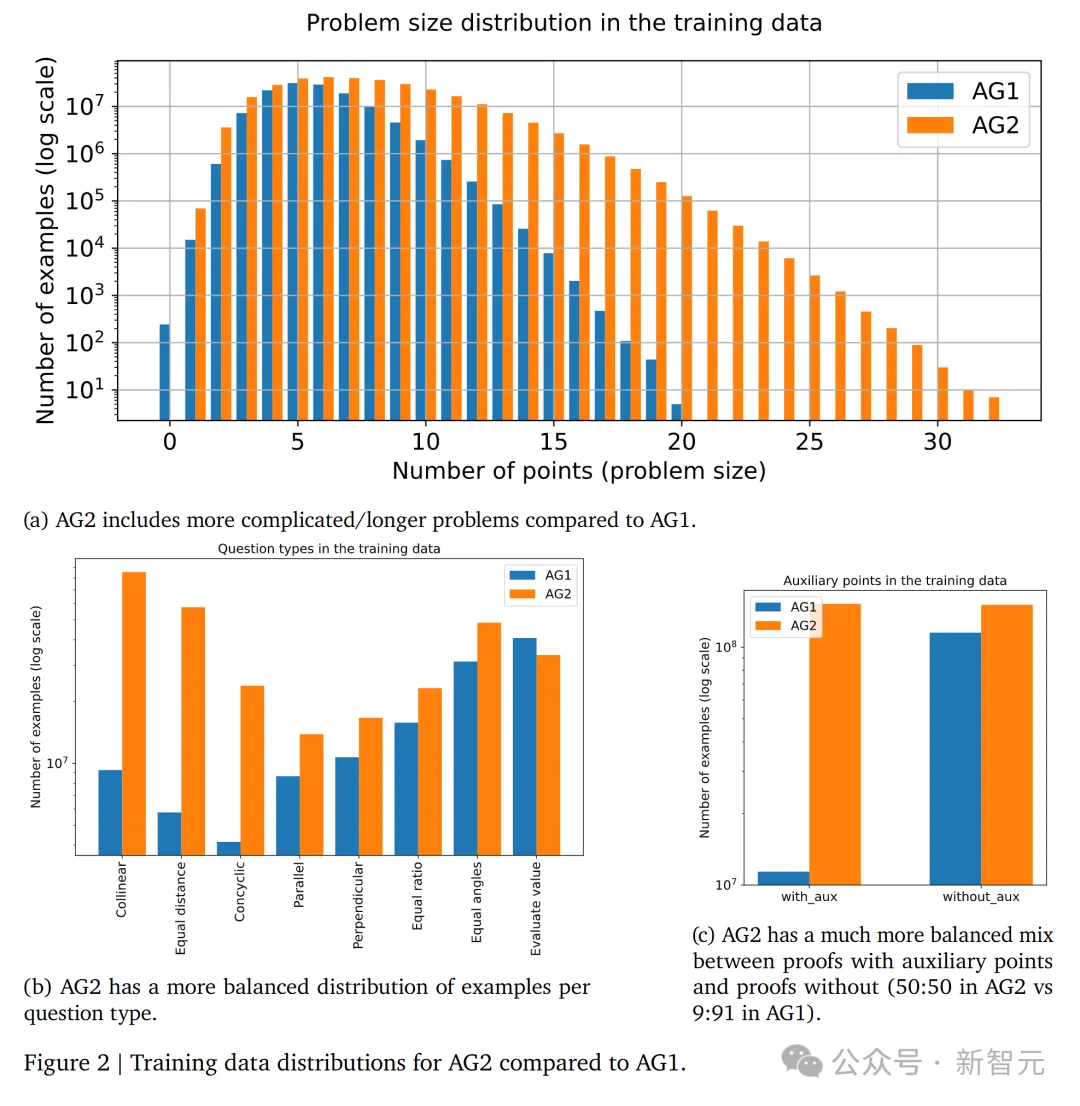 Problem size distribution in the training data
Number of examples (log scale)
10⁷
10⁶
10⁵
10⁴
10³
10²
10¹
AG1
AG2
0 5 10 15 20 25 30
Number of points (problem size)
(a) AG2 includes more complicated/longer problems compared to AG1.
Question types in the training data
Number of examples (log scale)
10⁷
AG1
AG2
Collinear
Equal distance
Concyclic
Parallel
Perpendicular
Equal ratio
Equal angles
Evaluate value
(b) AG2 has a more balanced distribution of examples per
question type.
Auxiliary points in the training data
Number of examples (log scale)
10⁸
10⁷
AG1
AG2
with_aux without_aux
(c) AG2 has a much more balanced mix
between proofs with auxiliary points
and proofs without (50:50 in AG2 vs
9:91 in AG1).
Figure 2 | Training data distributions for AG2 compared to AG1.
公众号 · 新智元